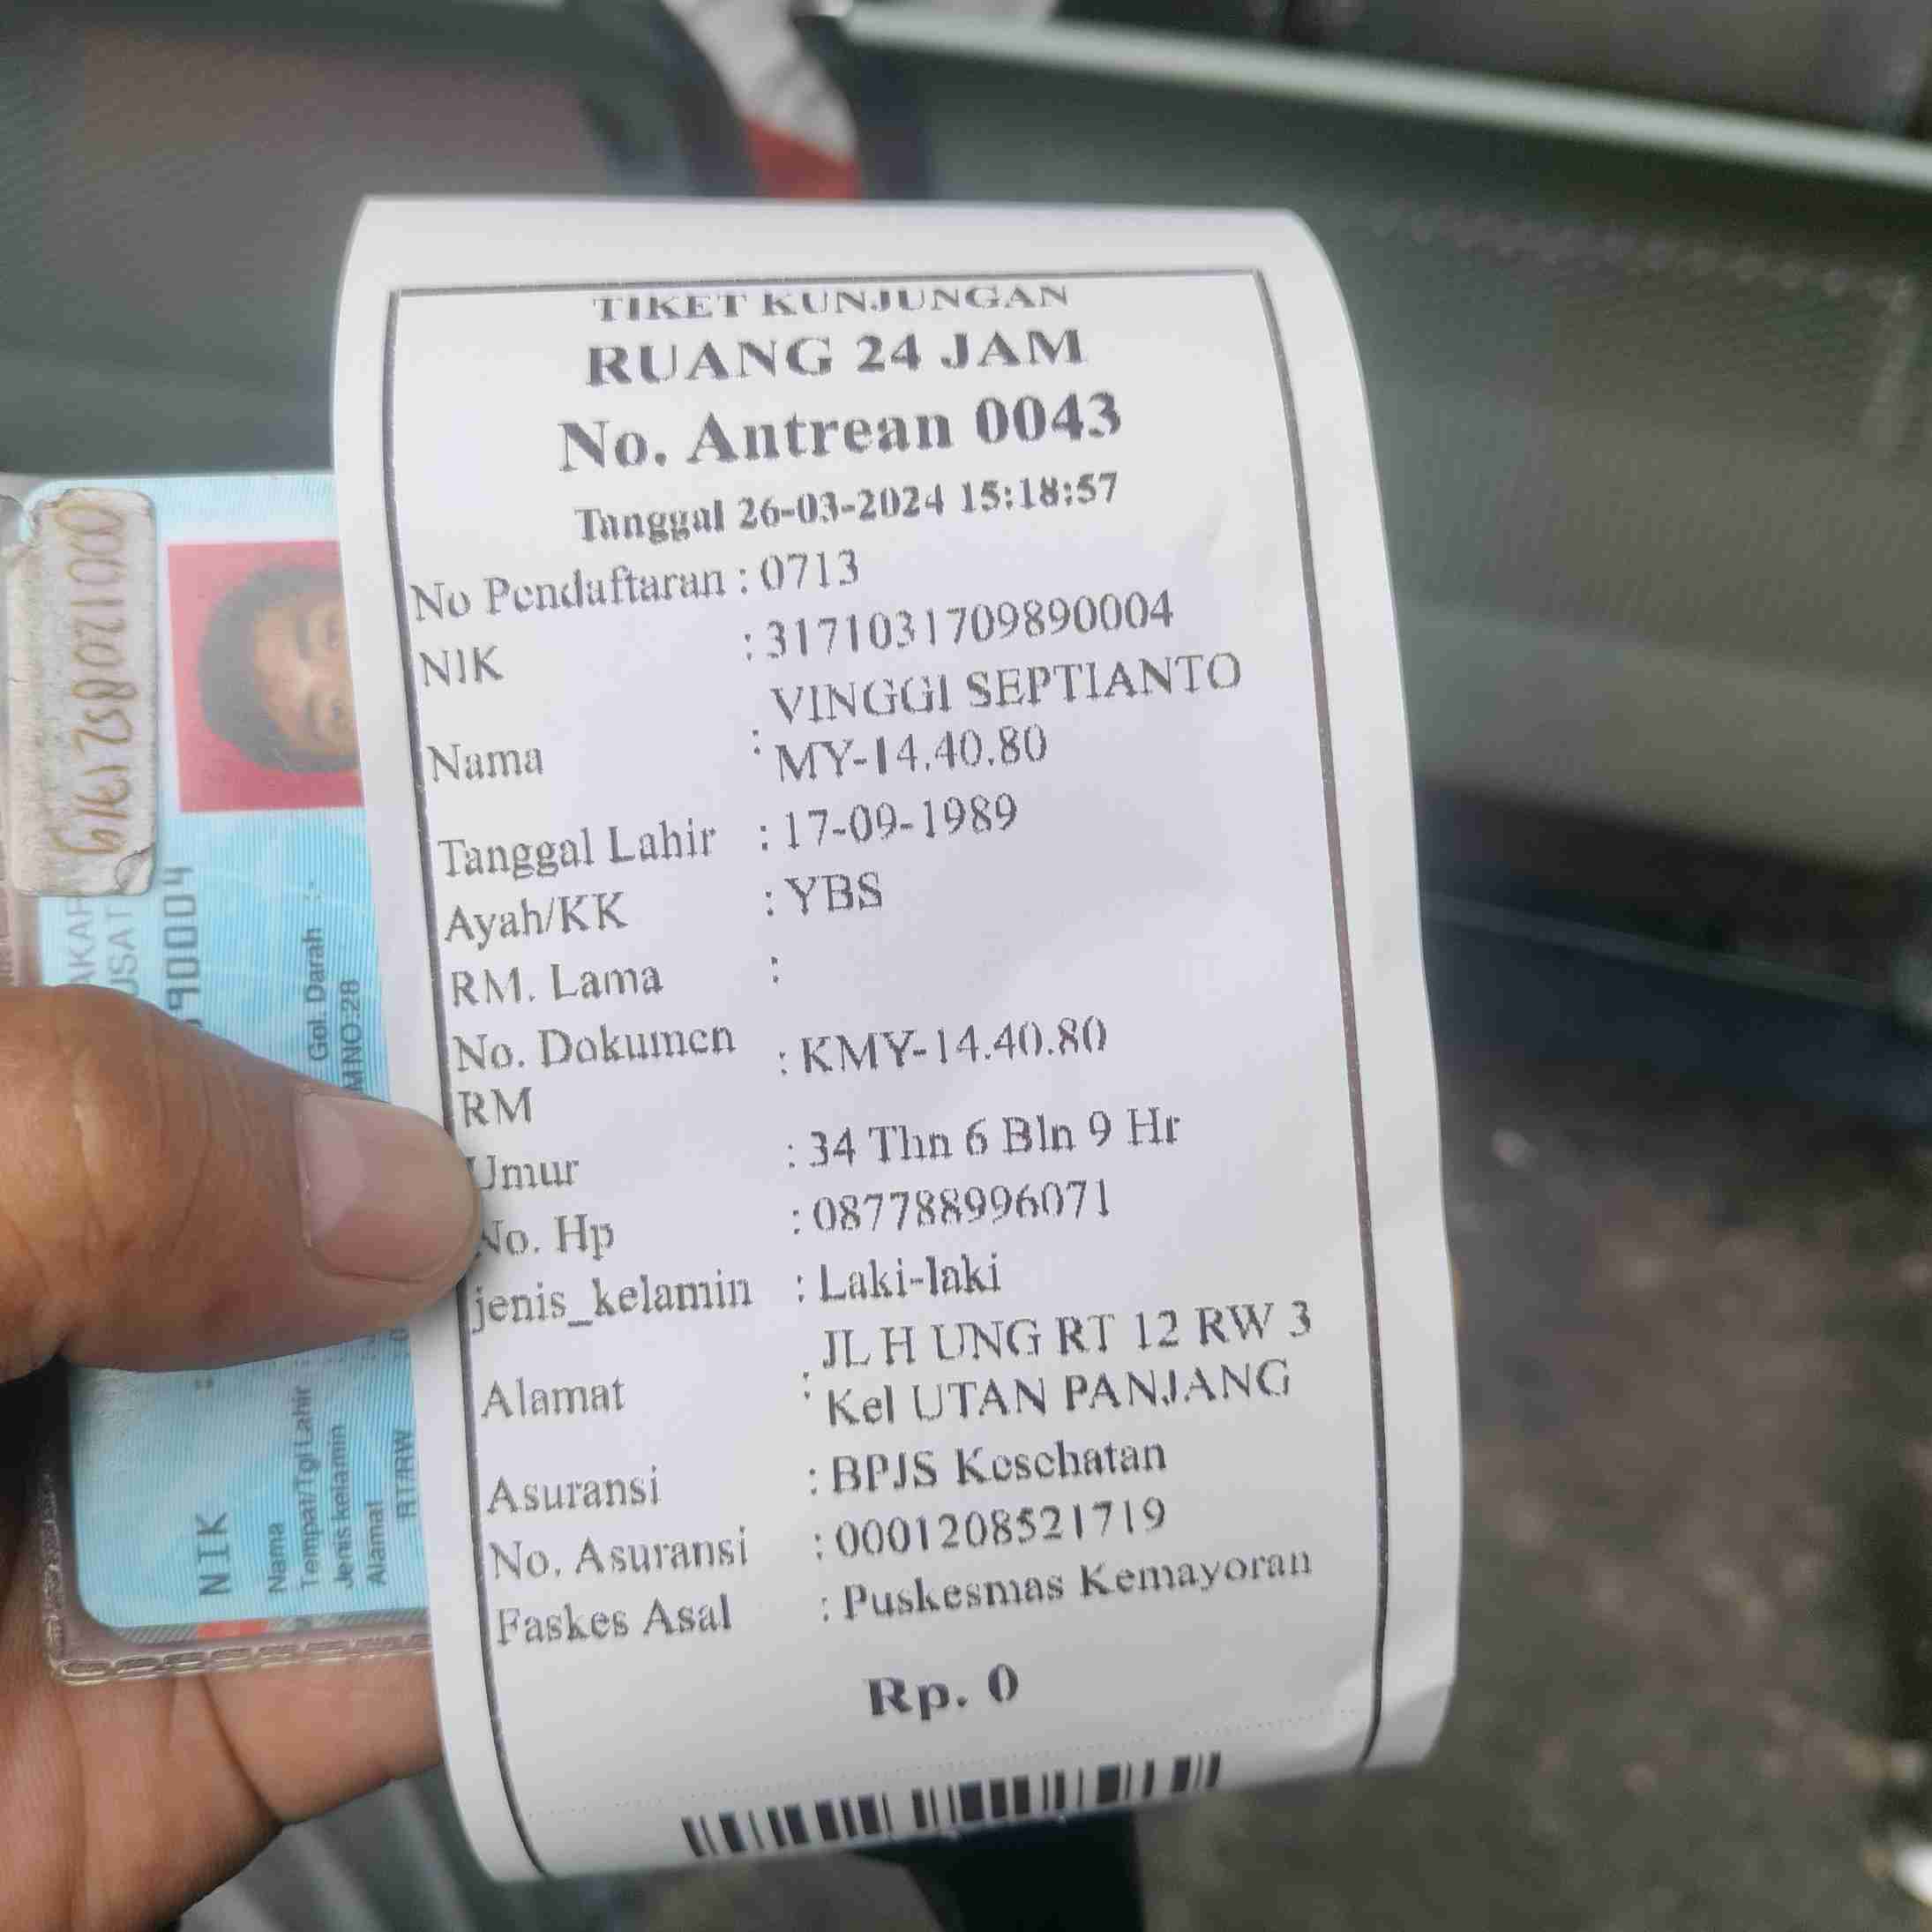 TIKET KUNJUNGAN
RUANG 24 JAM
No. Antrean 0043
Tanggal 26-03-2024 15:18:57
No Pendaftaran : 0713
NIK : 3171031709890004
Nama : VINGGI SEPTIANTO
MY-14.40.80
Tanggal Lahir : 17-09-1989
Ayah/KK : YBS
RM. Lama :
No. Dokumen : KMY-14.40.80
RM
Umur : 34 Thn 6 Bln 9 Hr
No. Hp : 087788996071
jenis_kelamin : Laki-laki
Alamat : JL H UNG RT 12 RW 3
Kel UTAN PANJANG
Asuransi : BPJS Kesehatan
No. Asuransi : 0001208521719
Faskes Asal : Puskesmas Kemayoran
Rp. 0
0001208521719
NIK :
90004
Nama
Tempat/Tgl Lahir :
Jenis kelamin
Gol. Darah : -
Alamat
NO:28
RT/RW